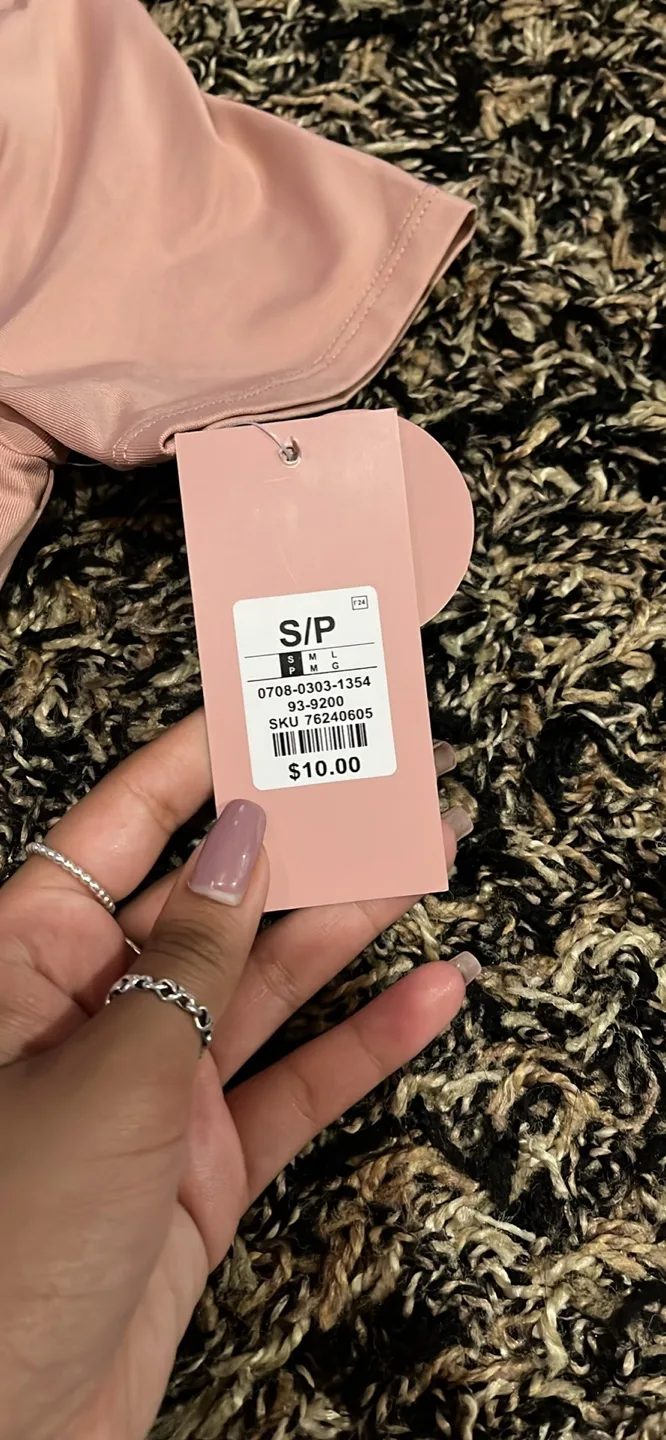 F24
S/P
S M L
P M G
0708-0303-1354
93-9200
SKU 76240605
$10.00